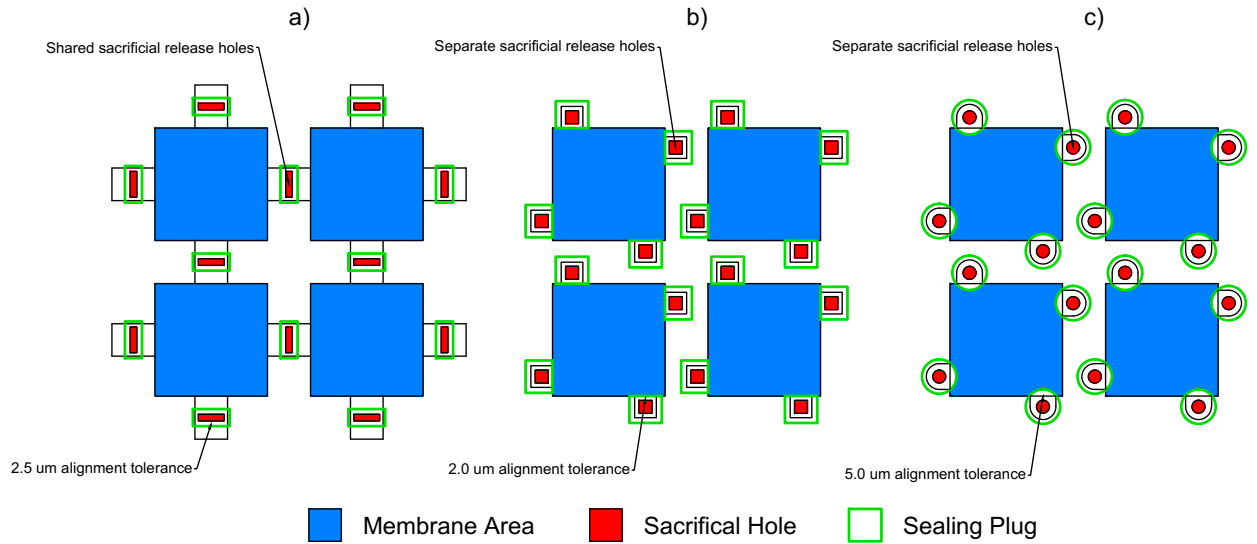 a)
b)
c)
Shared sacrificial release holes
Separate sacrificial release holes
Separate sacrificial release holes
2.5 um alignment tolerance
2.0 um alignment tolerance
5.0 um alignment tolerance
Membrane Area
Sacrifical Hole
Sealing Plug